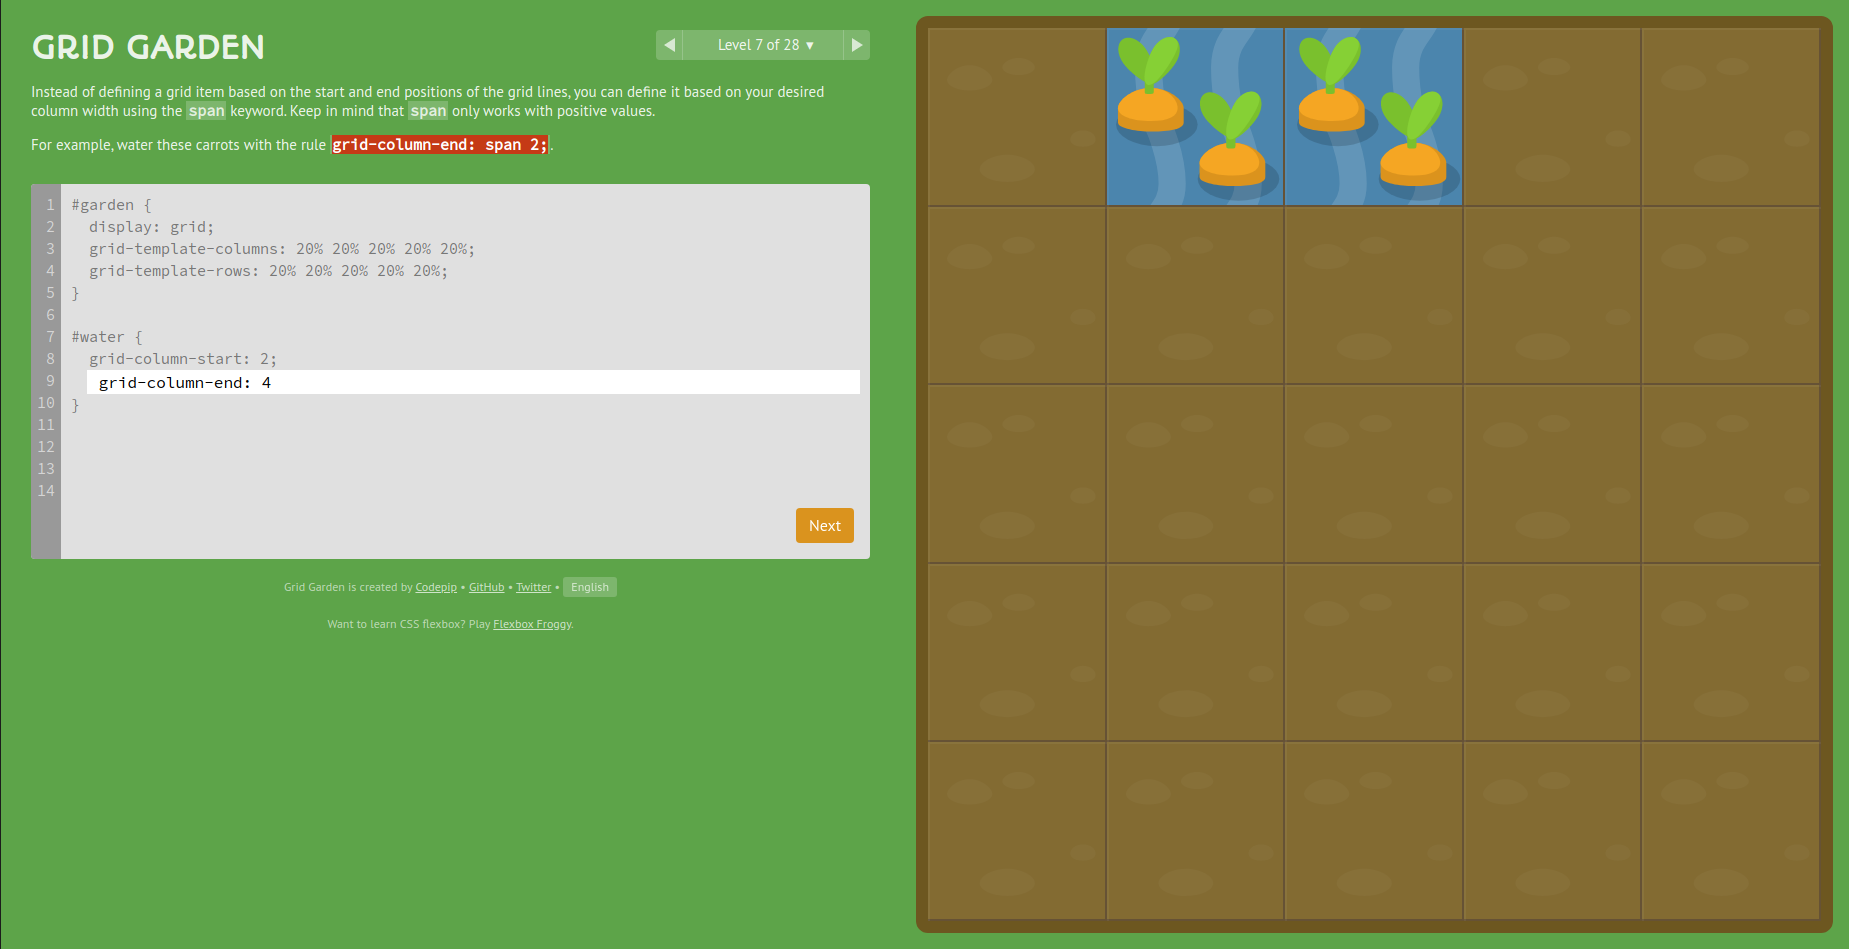 GRID GARDEN
◀ Level 7 of 28 ▼ ▶
Instead of defining a grid item based on the start and end positions of the grid lines, you can define it based on your desired
column width using the span keyword. Keep in mind that span only works with positive values.
For example, water these carrots with the rule grid-column-end: span 2;.
1 #garden {
2 display: grid;
3 grid-template-columns: 20% 20% 20% 20% 20%;
4 grid-template-rows: 20% 20% 20% 20% 20%;
5 }
6
7 #water {
8 grid-column-start: 2;
9 grid-column-end: 4
10 }
11
12
13
14
Next
Grid Garden is created by Codepip • GitHub • Twitter • English
Want to learn CSS flexbox? Play Flexbox Froggy.